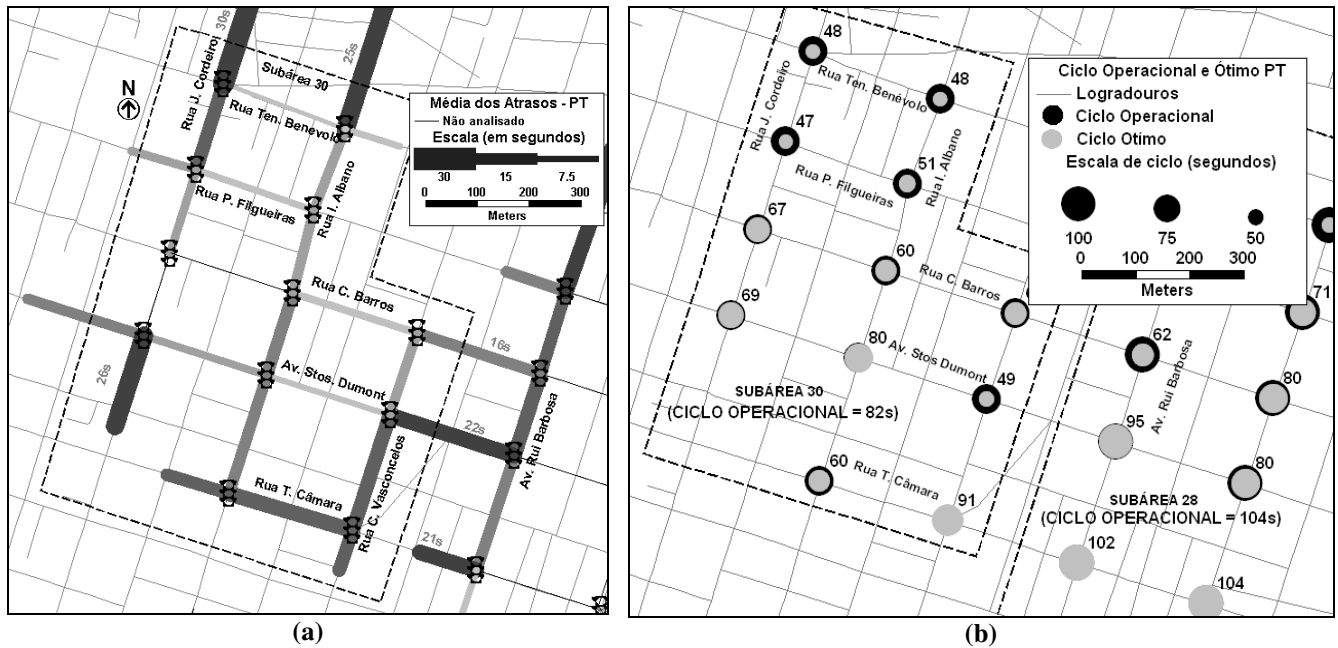 30s
25s
Subárea 30
N
Rua J. Cordeiro
Rua Ten. Benévolo
Média dos Atrasos - PT
Não analisado
Escala (em segundos)
30 15 7.5
0 100 200 300
Meters
Rua P. Filgueiras
Rua I. Albano
Rua C. Barros
16s
Av. Stos. Dumont
26s
22s
Av. Rui Barbosa
Rua T. Câmara
Rua C. Vasconcelos
21s
(a)
48
Rua J. Cordeiro
Rua Ten. Benévolo
48
Ciclo Operacional e Ótimo PT
Logradouros
Ciclo Operacional
Ciclo Otimo
Escala de ciclo (segundos)
100 75 50
0 100 200 300
Meters
47
51
Rua P. Filgueiras
Rua I. Albano
67
60
Rua C. Barros
71
69
80
Av. Stos Dumont
62
Av. Rui Barbosa
49
80
SUBÁREA 30
(CICLO OPERACIONAL = 82s)
95
60
Rua T. Câmara
91
80
SUBÁREA 28
(CICLO OPERACIONAL = 104s)
102
104
(b)